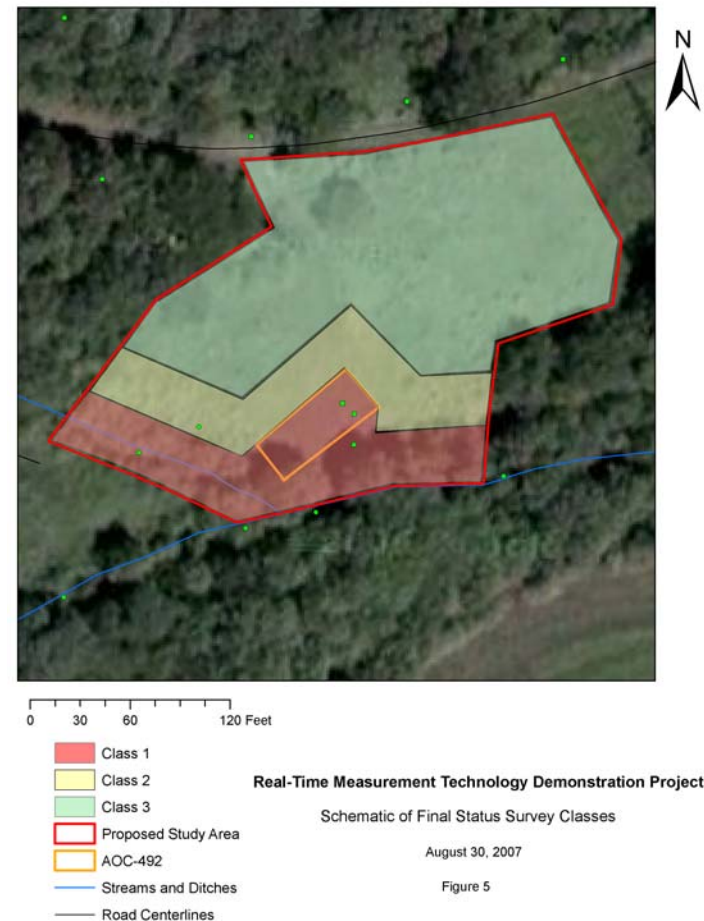 N
0 30 60 120 Feet
Class 1
Class 2
Class 3
Proposed Study Area
AOC-492
Streams and Ditches
Road Centerlines
Real-Time Measurement Technology Demonstration Project
Schematic of Final Status Survey Classes
August 30, 2007
Figure 5